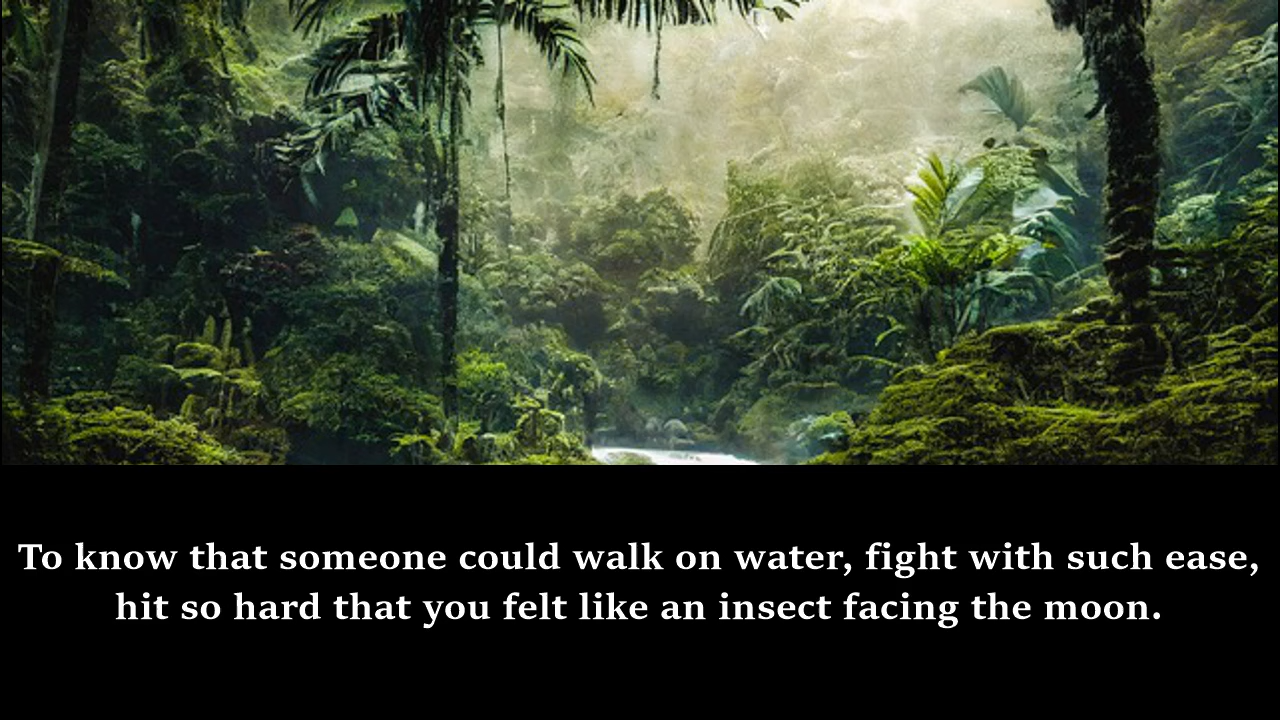 To know that someone could walk on water, fight with such ease,
hit so hard that you felt like an insect facing the moon.